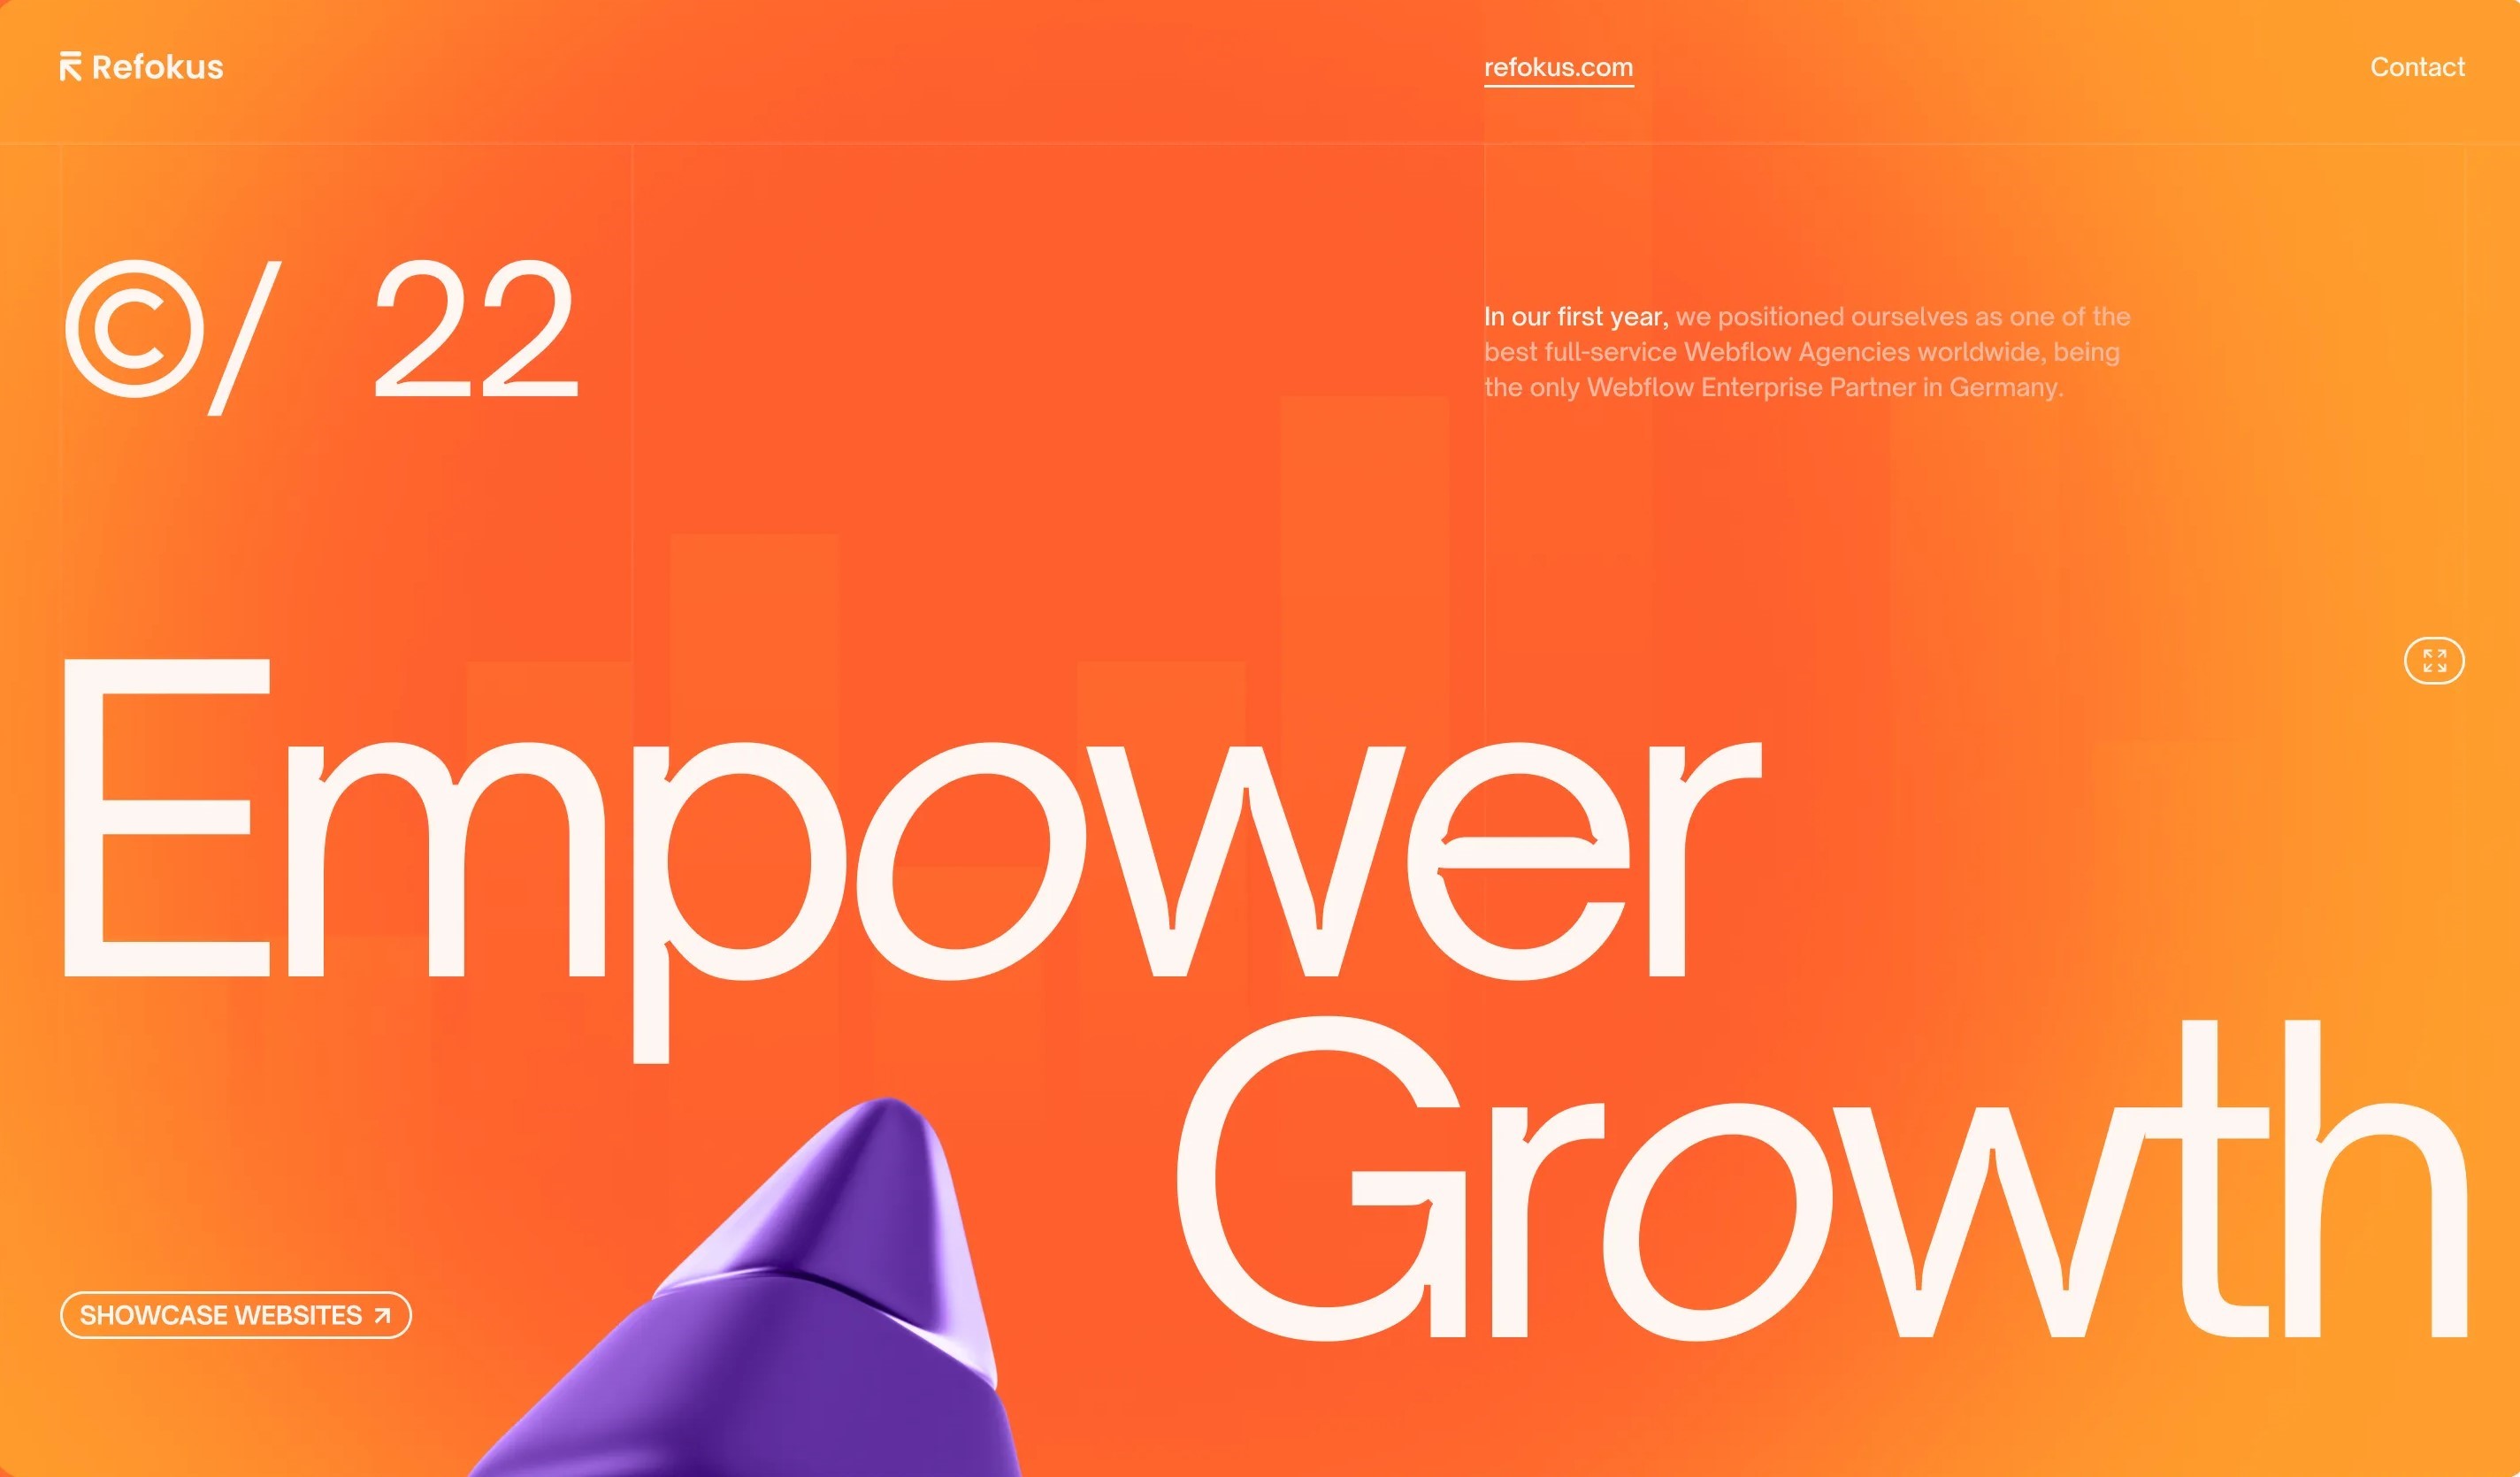 Refokus
refokus.com
Contact
©/ 22
In our first year, we positioned ourselves as one of the
best full-service Webflow Agencies worldwide, being
the only Webflow Enterprise Partner in Germany.
Empower
Growth
SHOWCASE WEBSITES